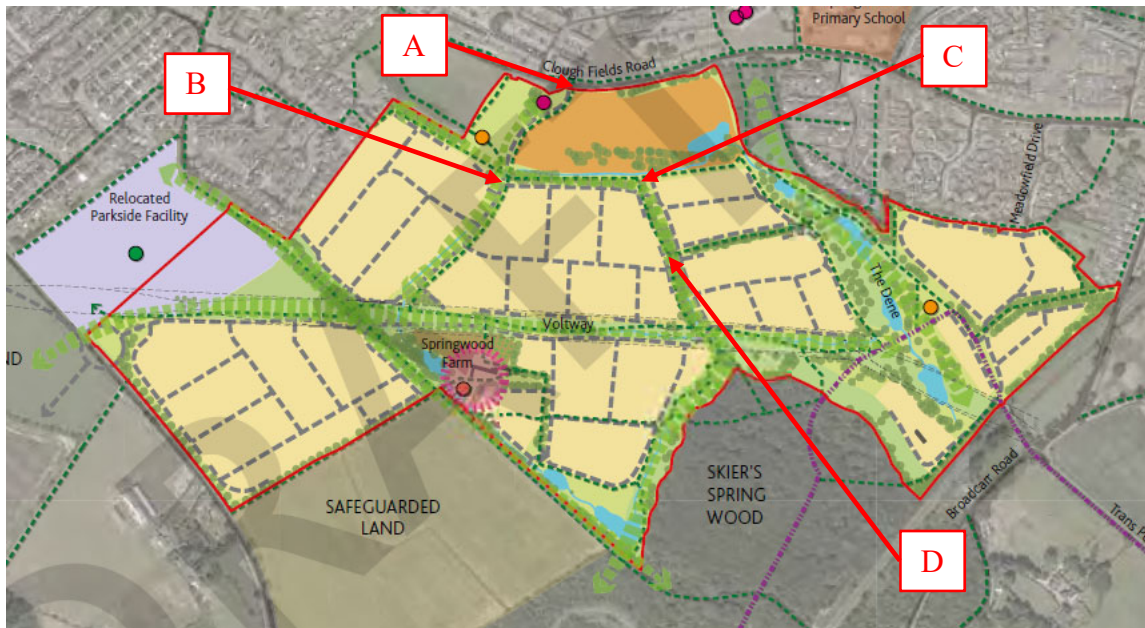 Primary School
A
C
B
Clough Fields Road
Meadowfield Drive
Relocated
Parkside Facility
The Dene
Voltway
Springwood
Farm
ND
SAFEGUARDED
LAND
SKIER'S
SPRING
WOOD
Broadcarr Road
D
Trans